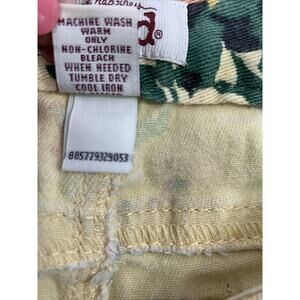 MACHINE WASH
WARM
ONLY
NON-CHLORINE
BLEACH
WHEN NEEDED
TUMBLE DRY
COOL IRON
885779329053